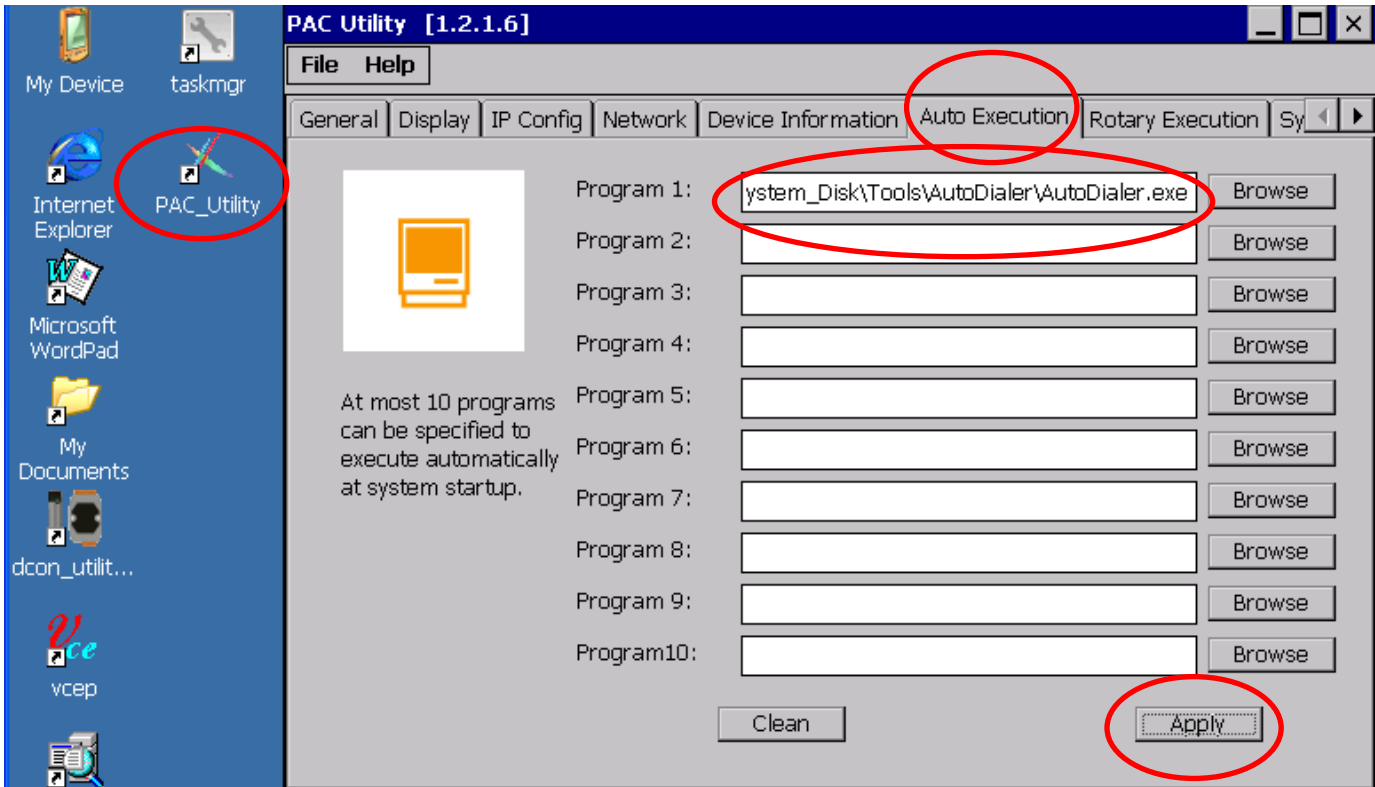 My Device
taskmgr
Internet
Explorer
PAC_Utility
Microsoft
WordPad
My
Documents
dcon_utilit...
Vce
vcep
PAC Utility [1.2.1.6]
File Help
General Display IP Config Network Device Information Auto Execution Rotary Execution Sy
At most 10 programs
can be specified to
execute automatically
at system startup.
Program 1: ystem_Disk\Tools\AutoDialer\AutoDialer.exe Browse
Program 2: Browse
Program 3: Browse
Program 4: Browse
Program 5: Browse
Program 6: Browse
Program 7: Browse
Program 8: Browse
Program 9: Browse
Program10: Browse
Clean Apply